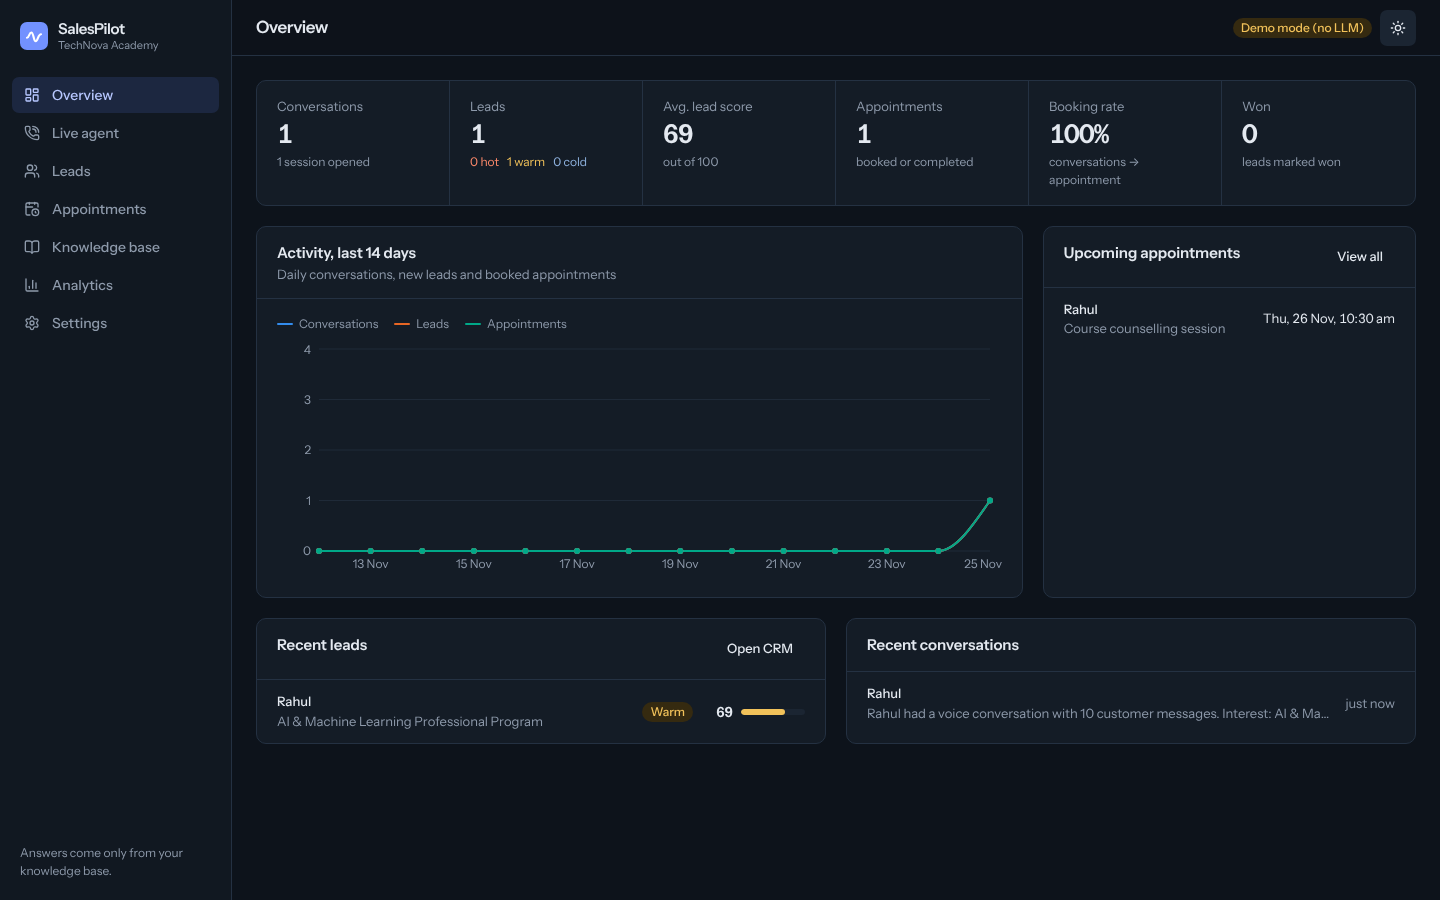 SalesPilot
TechNova Academy
Overview
Live agent
Leads
Appointments
Knowledge base
Analytics
Settings
Answers come only from your
knowledge base.
Overview
Demo mode (no LLM)
Conversations
1
1 session opened
Leads
1
0 hot 1 warm 0 cold
Avg. lead score
69
out of 100
Appointments
1
booked or completed
Booking rate
100%
conversations →
appointment
Won
0
leads marked won
Activity, last 14 days
Daily conversations, new leads and booked appointments
Conversations Leads Appointments
4
3
2
1
0
13 Nov 15 Nov 17 Nov 19 Nov 21 Nov 23 Nov 25 Nov
Upcoming appointments
View all
Rahul
Course counselling session
Thu, 26 Nov, 10:30 am
Recent leads
Open CRM
Rahul
AI & Machine Learning Professional Program
Warm
69
Recent conversations
Rahul
Rahul had a voice conversation with 10 customer messages. Interest: AI & Ma...
just now